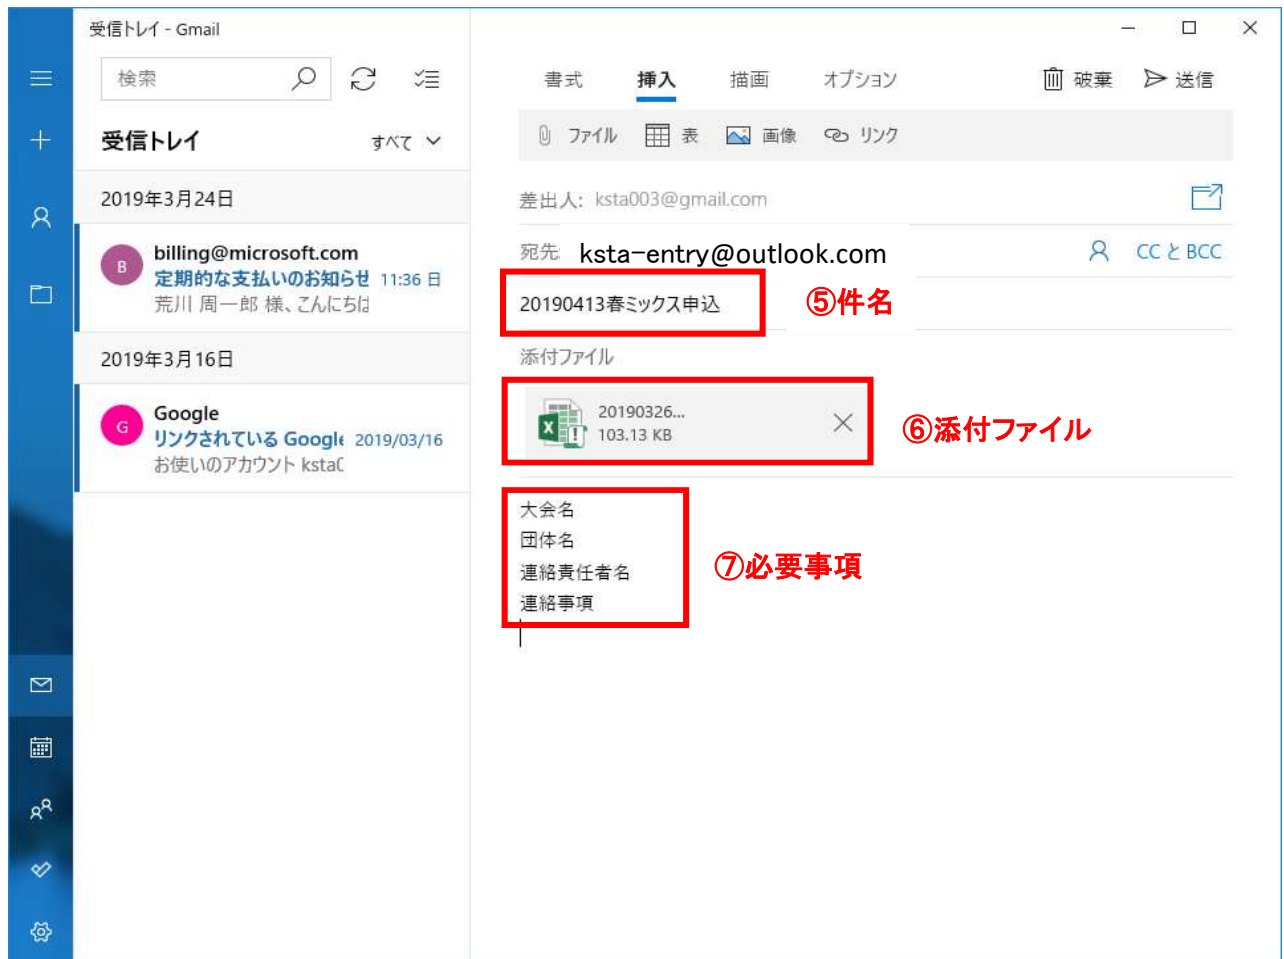 受信トレイ - Gmail
検索
受信トレイ すべて
2019年3月24日
B
billing@microsoft.com
定期的な支払いのお知らせ 11:36 日
荒川 周一郎 様、こんにちは
2019年3月16日
G
Google
リンクされている Google 2019/03/16
お使いのアカウント ksta0
書式 挿入 描画 オプション 破棄 送信
ファイル 表 画像 リンク
差出人: ksta003@gmail.com
宛先: ksta-entry@outlook.com CC と BCC
20190413春ミックス申込 ⑤件名
添付ファイル
20190326...
103.13 KB
⑥添付ファイル
大会名
団体名
連絡責任者名
連絡事項
⑦必要事項